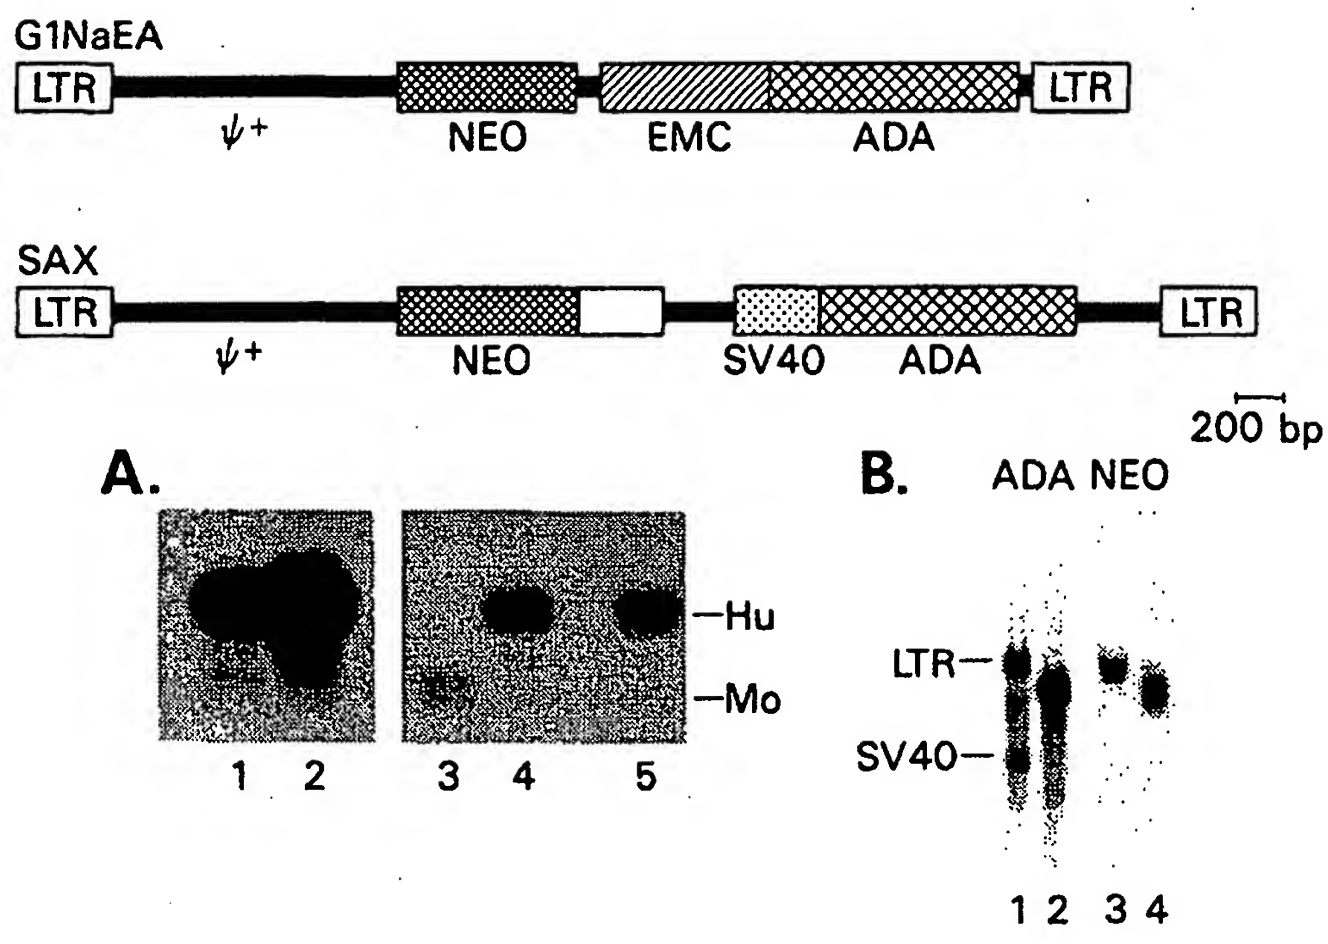 G1NaEA
LTR LTR
ψ+ NEO EMC ADA
SAX
LTR LTR
ψ+ NEO SV40 ADA
200 bp
A.
Hu
Mo
1 2 3 4 5
B. ADA NEO
LTR
SV40
1 2 3 4